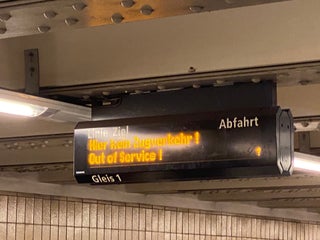 Linie Ziel Abfahrt
Hier kein Zugverkehr !
Out of Service !
Gleis 1